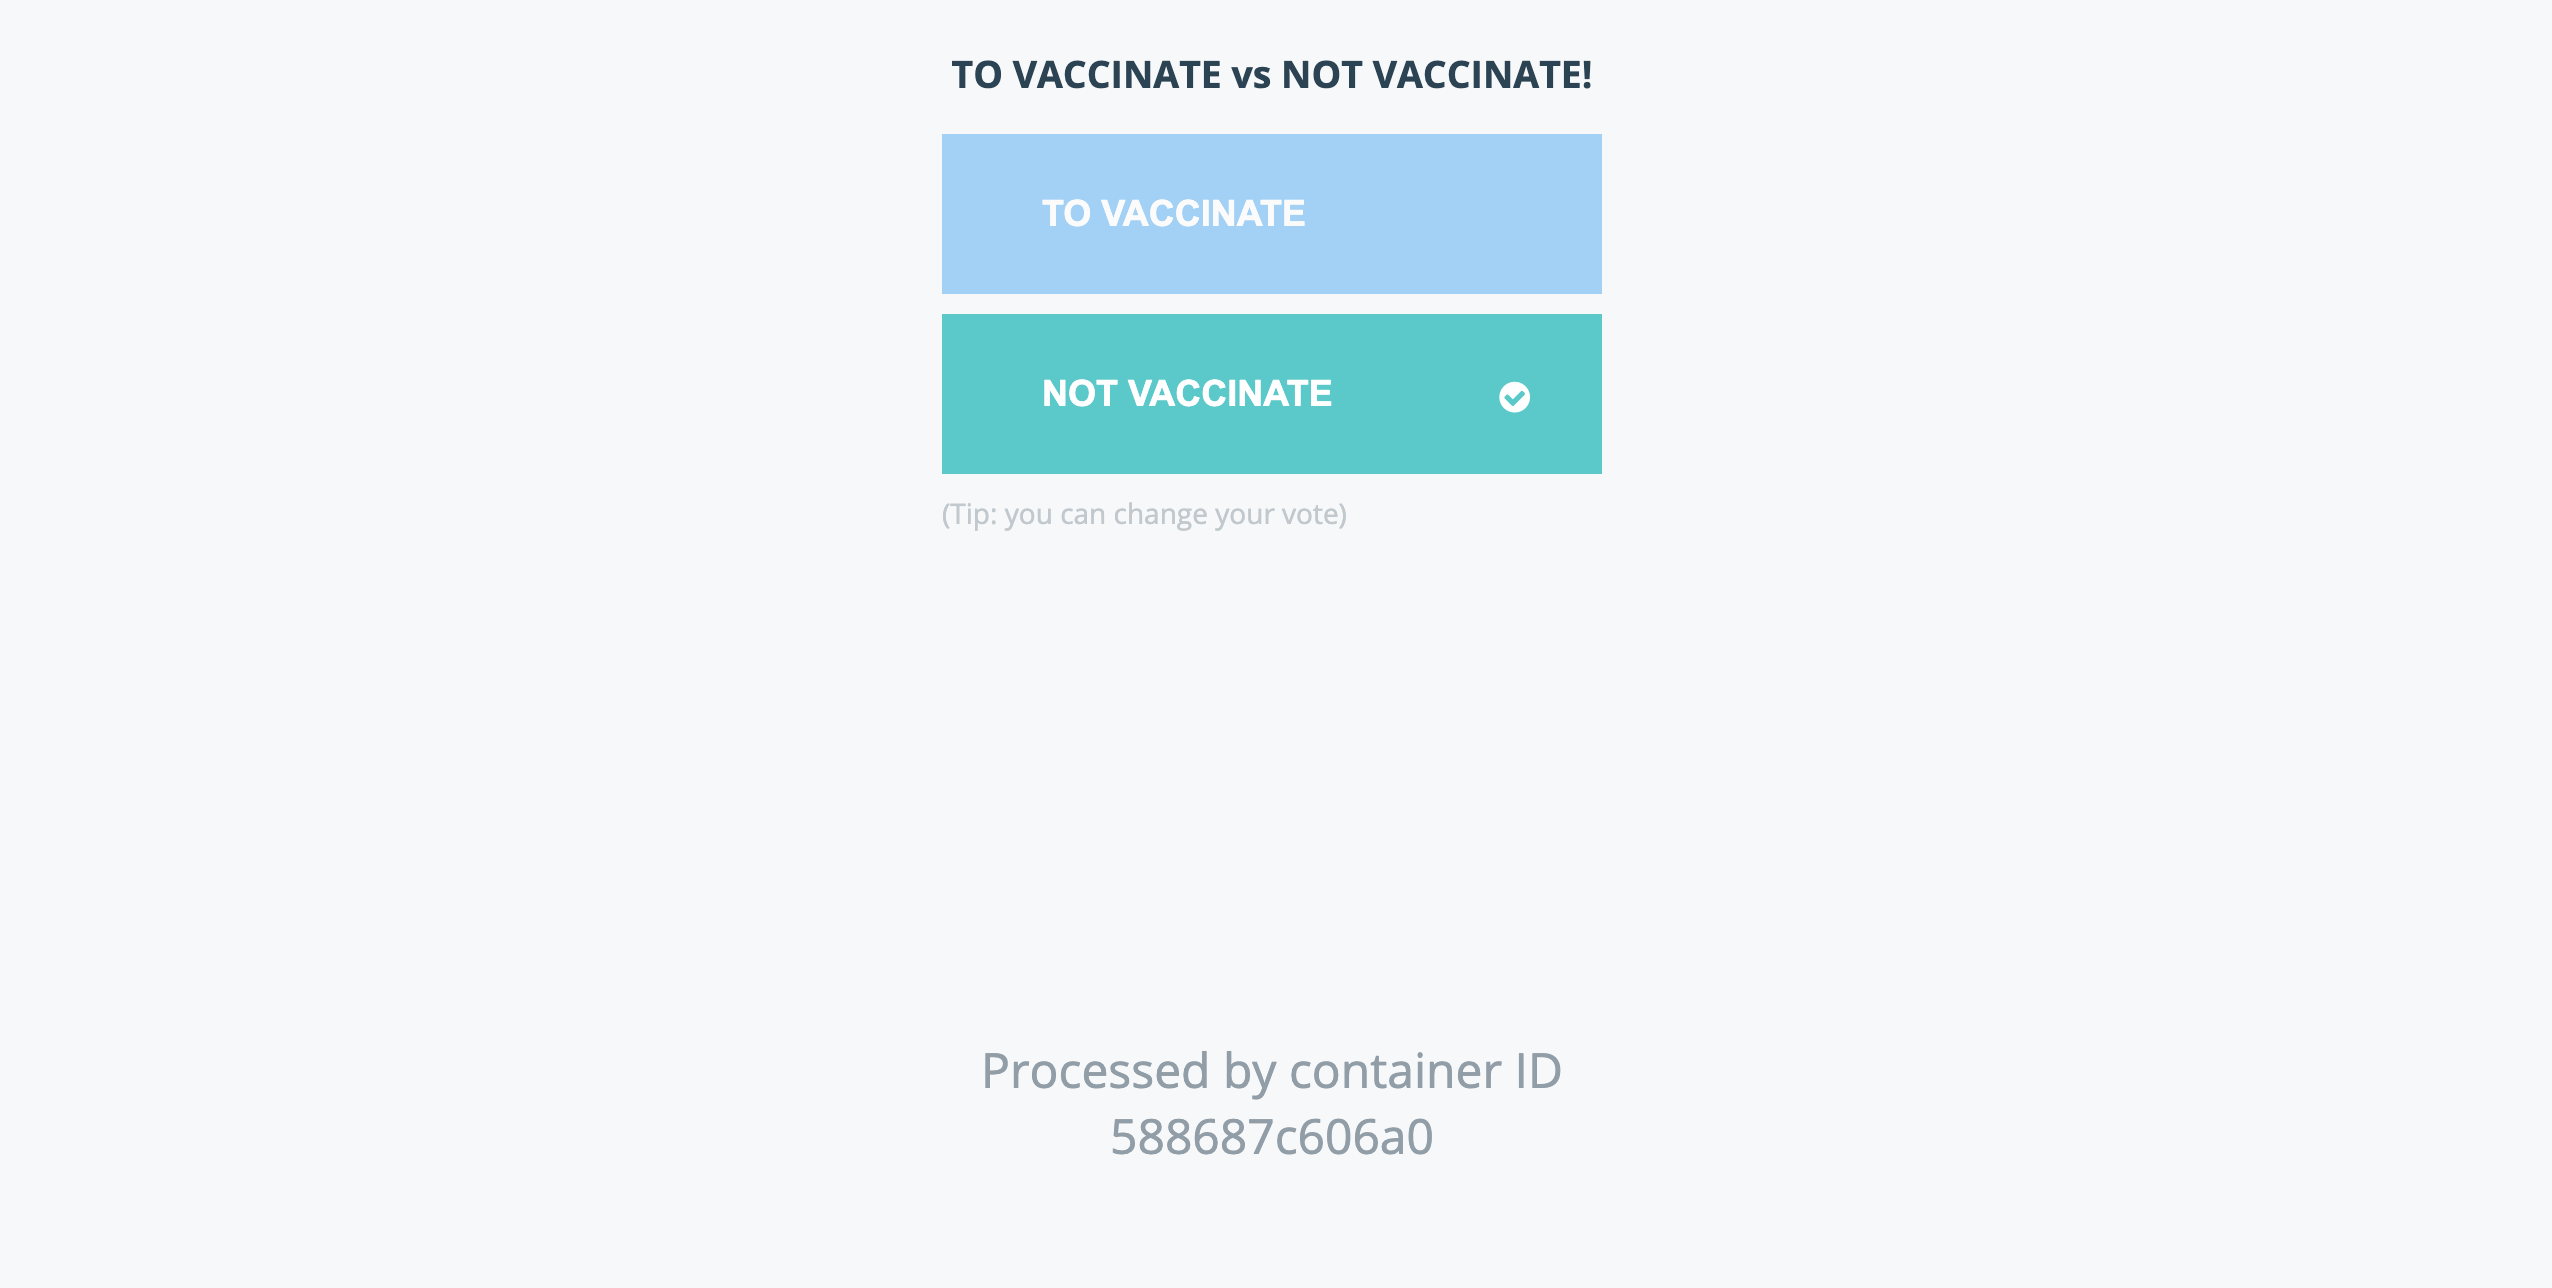 TO VACCINATE vs NOT VACCINATE!
TO VACCINATE
NOT VACCINATE
(Tip: you can change your vote)
Processed by container ID
588687c606a0